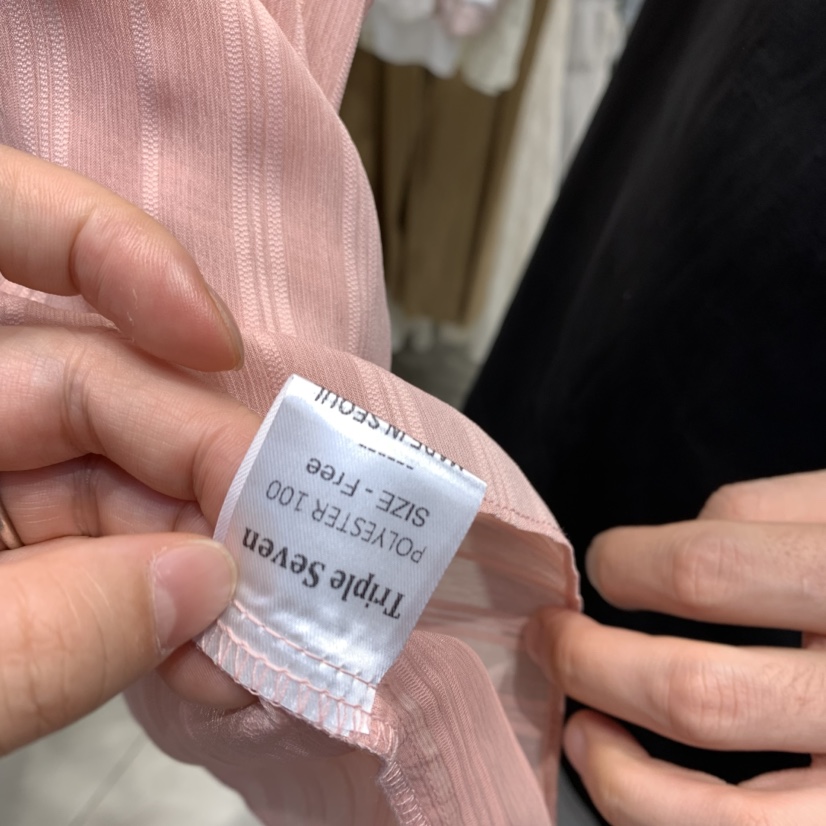 Triple Seven
POLYESTER 100
SIZE - Free
------
MADE IN SEOUL